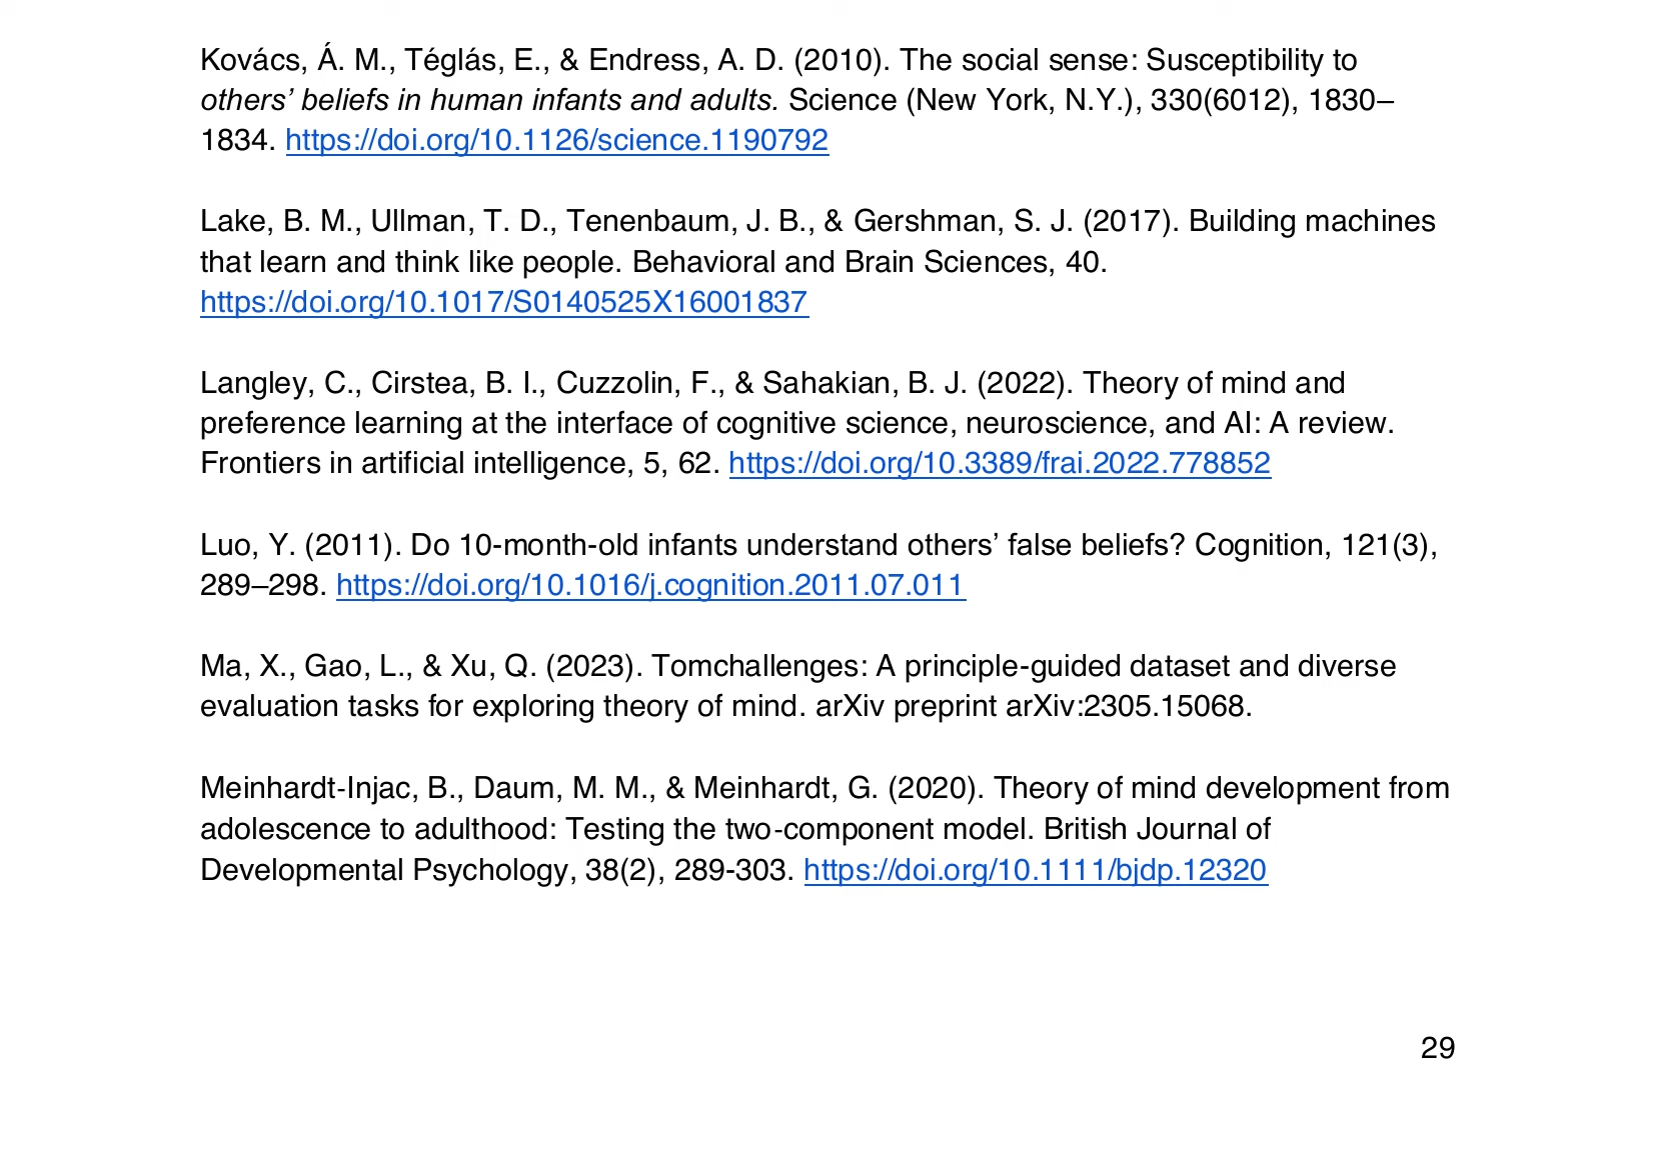 Kovács, Á. M., Téglás, E., & Endress, A. D. (2010). The social sense: Susceptibility to
others’ beliefs in human infants and adults. Science (New York, N.Y.), 330(6012), 1830–
1834. https://doi.org/10.1126/science.1190792
Lake, B. M., Ullman, T. D., Tenenbaum, J. B., & Gershman, S. J. (2017). Building machines
that learn and think like people. Behavioral and Brain Sciences, 40.
https://doi.org/10.1017/S0140525X16001837
Langley, C., Cirstea, B. I., Cuzzolin, F., & Sahakian, B. J. (2022). Theory of mind and
preference learning at the interface of cognitive science, neuroscience, and AI: A review.
Frontiers in artificial intelligence, 5, 62. https://doi.org/10.3389/frai.2022.778852
Luo, Y. (2011). Do 10-month-old infants understand others’ false beliefs? Cognition, 121(3),
289–298. https://doi.org/10.1016/j.cognition.2011.07.011
Ma, X., Gao, L., & Xu, Q. (2023). Tomchallenges: A principle-guided dataset and diverse
evaluation tasks for exploring theory of mind. arXiv preprint arXiv:2305.15068.
Meinhardt-Injac, B., Daum, M. M., & Meinhardt, G. (2020). Theory of mind development from
adolescence to adulthood: Testing the two-component model. British Journal of
Developmental Psychology, 38(2), 289-303. https://doi.org/10.1111/bjdp.12320
29